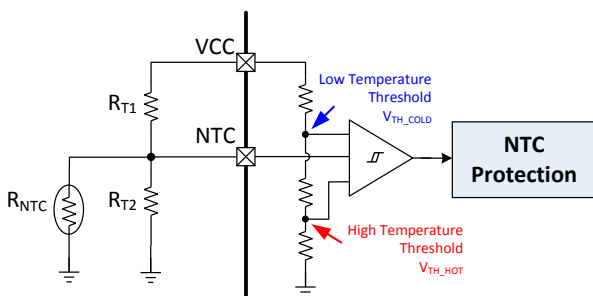 VCC
Low Temperature
Threshold
V_TH_COLD
R_T1
NTC
NTC
Protection
R_NTC
R_T2
High Temperature
Threshold
V_TH_HOT